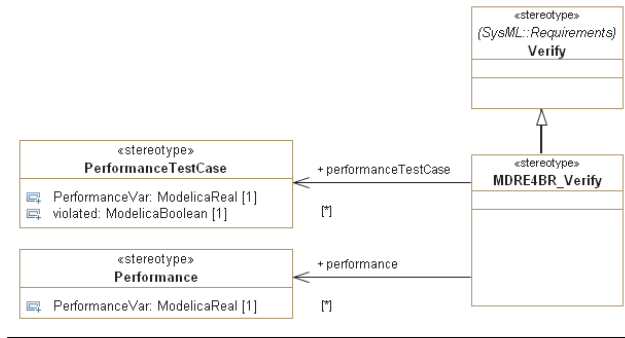 «stereotype»
(SysML::Requirements)
Verify
«stereotype»
PerformanceTestCase
PerformanceVar: ModelicaReal [1]
violated: ModelicaBoolean [1]
+ performanceTestCase
[*]
«stereotype»
MDRE4BR_Verify
«stereotype»
Performance
PerformanceVar: ModelicaReal [1]
+ performance
[*]